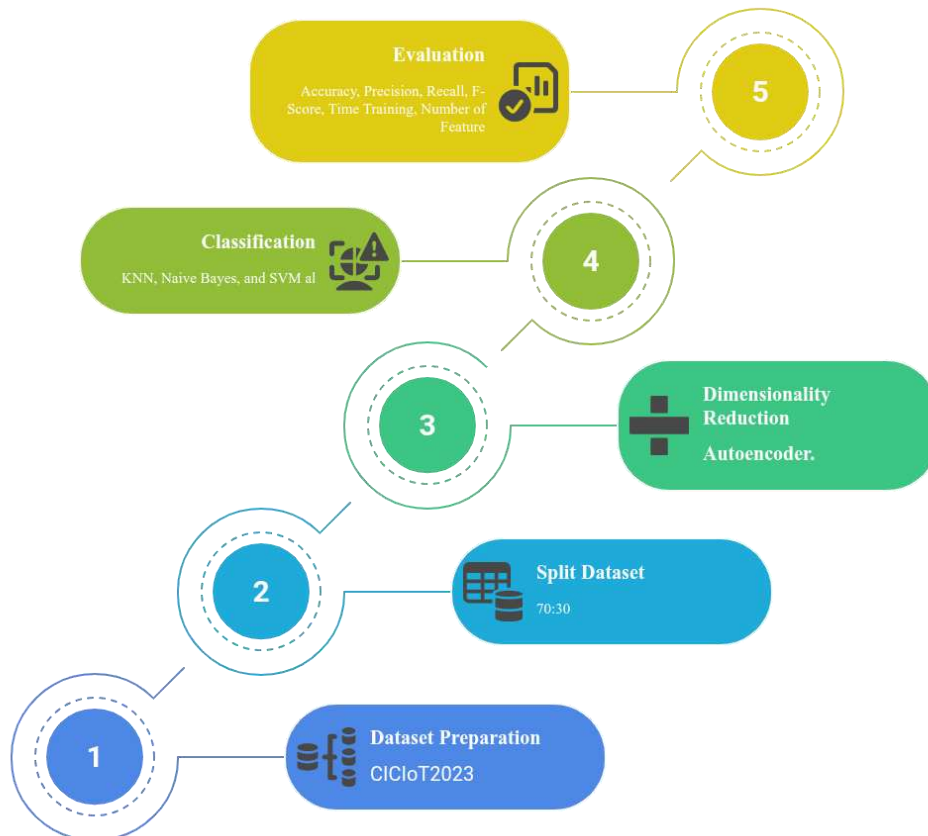 Evaluation
Accuracy, Precision, Recall, F-
Score, Time Training, Number of
Feature
5
Classification
KNN, Naive Bayes, and SVM al
4
3
Dimensionality
Reduction
Autoencoder.
2
Split Dataset
70:30
1
Dataset Preparation
CICIoT2023